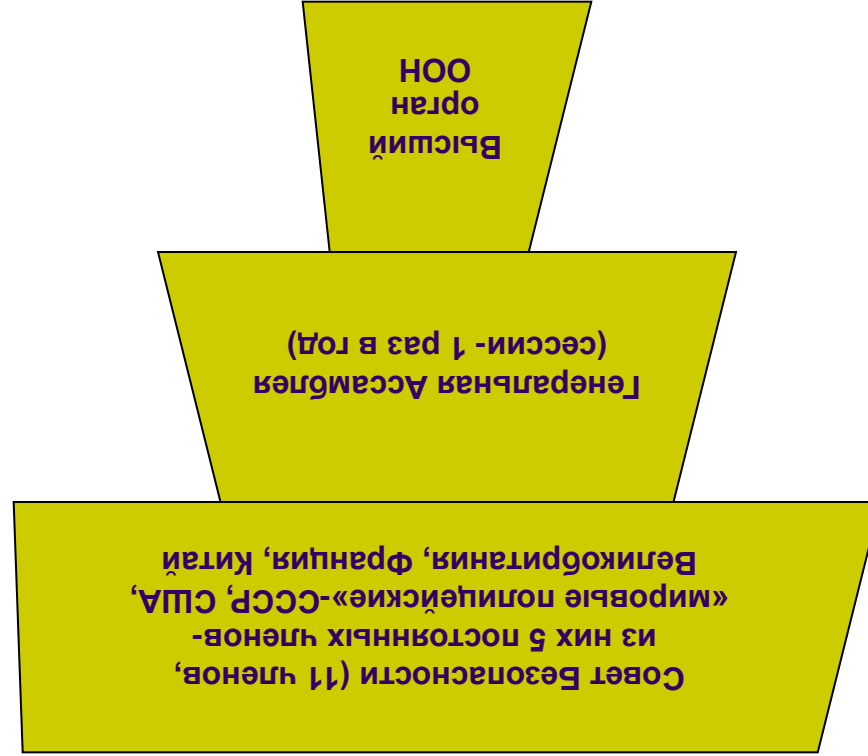 Совет Безопасности (11 членов,
из них 5 постоянных членов-
«мировые полицейские»-СССР, США,
Великобритания, Франция, Китай
Генеральная Ассамблея
(сессии- 1 раз в год)
Высший
орган
ООН